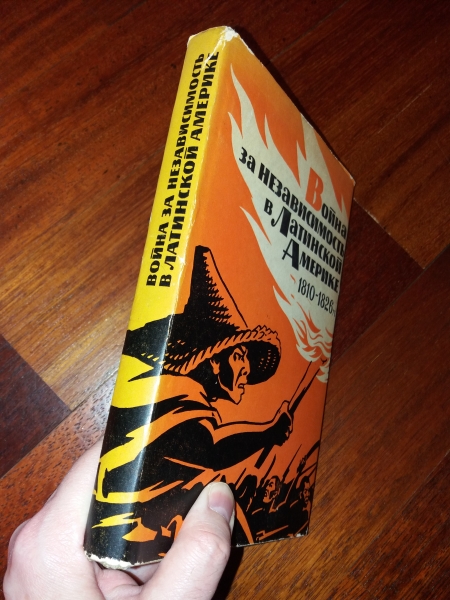 ВОЙНА ЗА НЕЗАВИСИМОСТЬ
В ЛАТИНСКОЙ АМЕРИКЕ
Война
за независимость
в Латинской
Америке
1810-1826